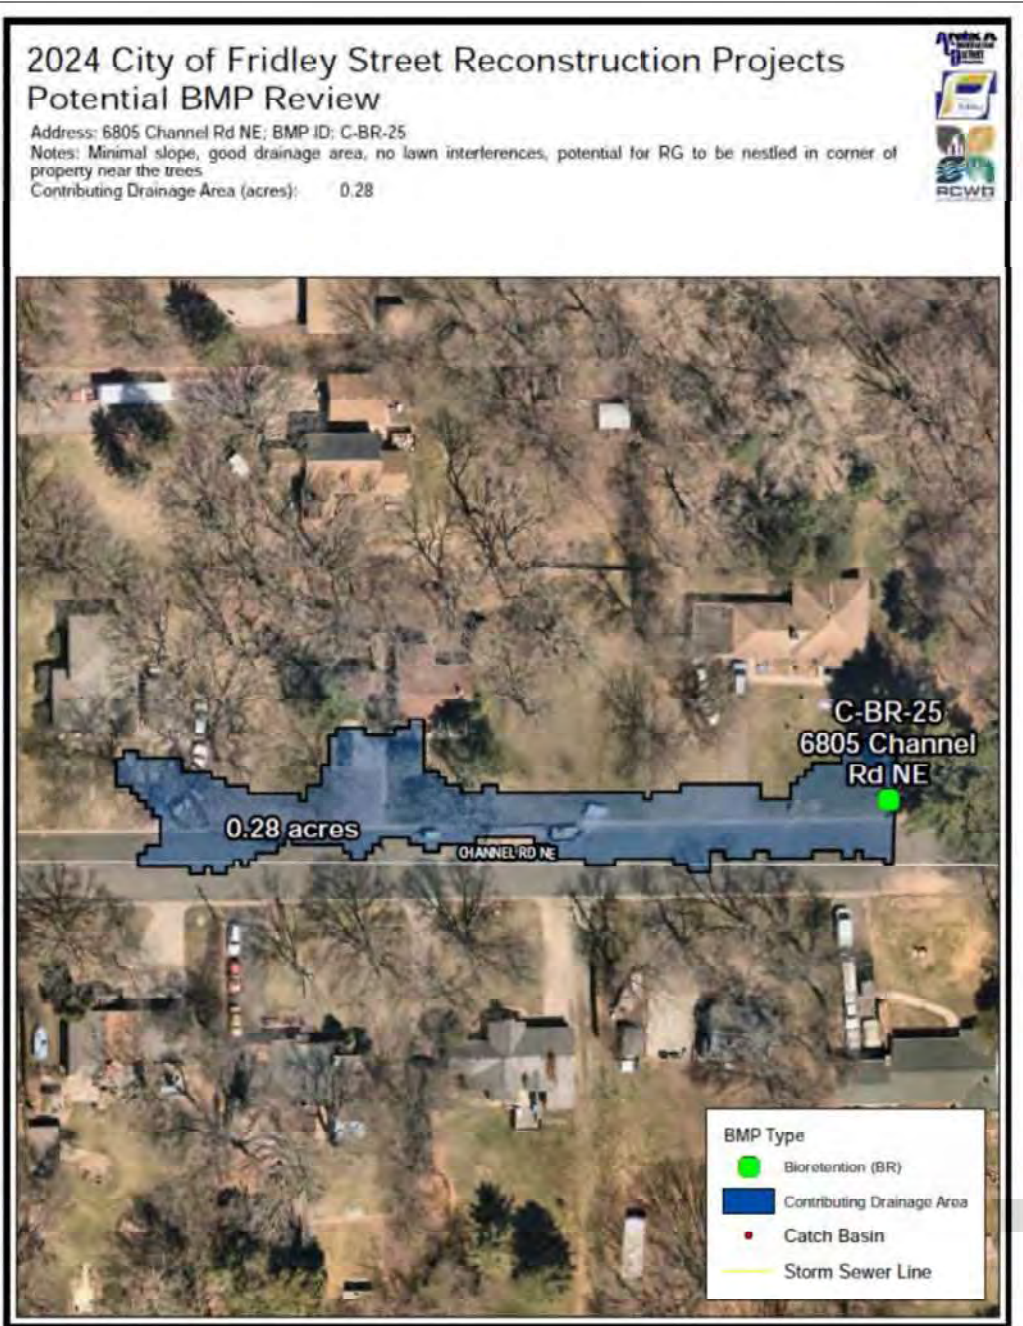 2024 City of Fridley Street Reconstruction Projects
Potential BMP Review
Address: 6805 Channel Rd NE; BMP ID: C-BR-25
Notes: Minimal slope, good drainage area, no lawn interferences, potential for RG to be nestled in corner of
property near the trees
Contributing Drainage Area (acres): 0.28
RCWD
C-BR-25
6805 Channel
Rd NE
0.28 acres
CHANNEL RD NE
BMP Type
Bioretention (BR)
Contributing Drainage Area
Catch Basin
Storm Sewer Line